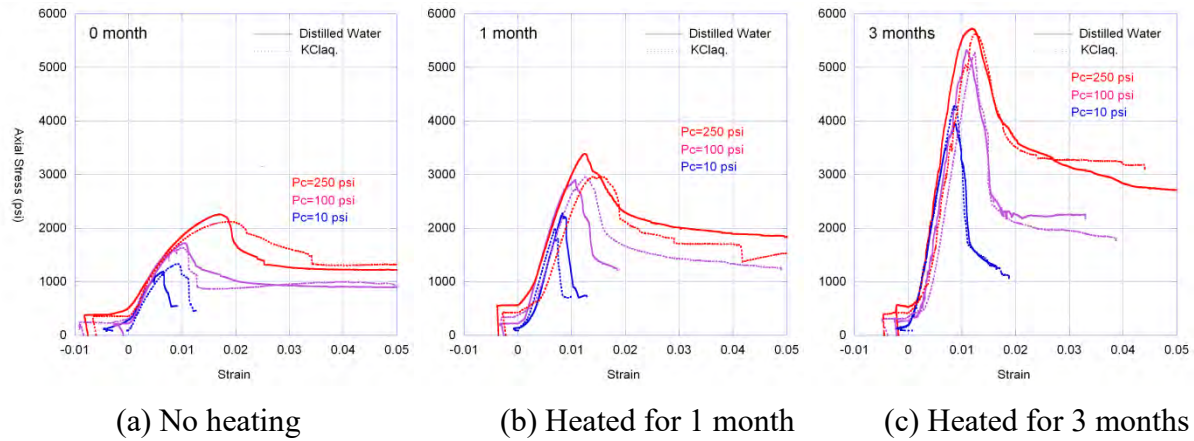 6000
5000
4000
3000
2000
1000
0
-0.01 0 0.01 0.02 0.03 0.04 0.05
Axial Stress (psi)
Strain
0 month
Distilled Water
KClaq.
Pc=250 psi
Pc=100 psi
Pc=10 psi
(a) No heating
6000
5000
4000
3000
2000
1000
0
-0.01 0 0.01 0.02 0.03 0.04 0.05
Strain
1 month
Distilled Water
KClaq.
Pc=250 psi
Pc=100 psi
Pc=10 psi
(b) Heated for 1 month
6000
5000
4000
3000
2000
1000
0
-0.01 0 0.01 0.02 0.03 0.04 0.05
Strain
3 months
Distilled Water
KClaq.
Pc=250 psi
Pc=100 psi
Pc=10 psi
(c) Heated for 3 months